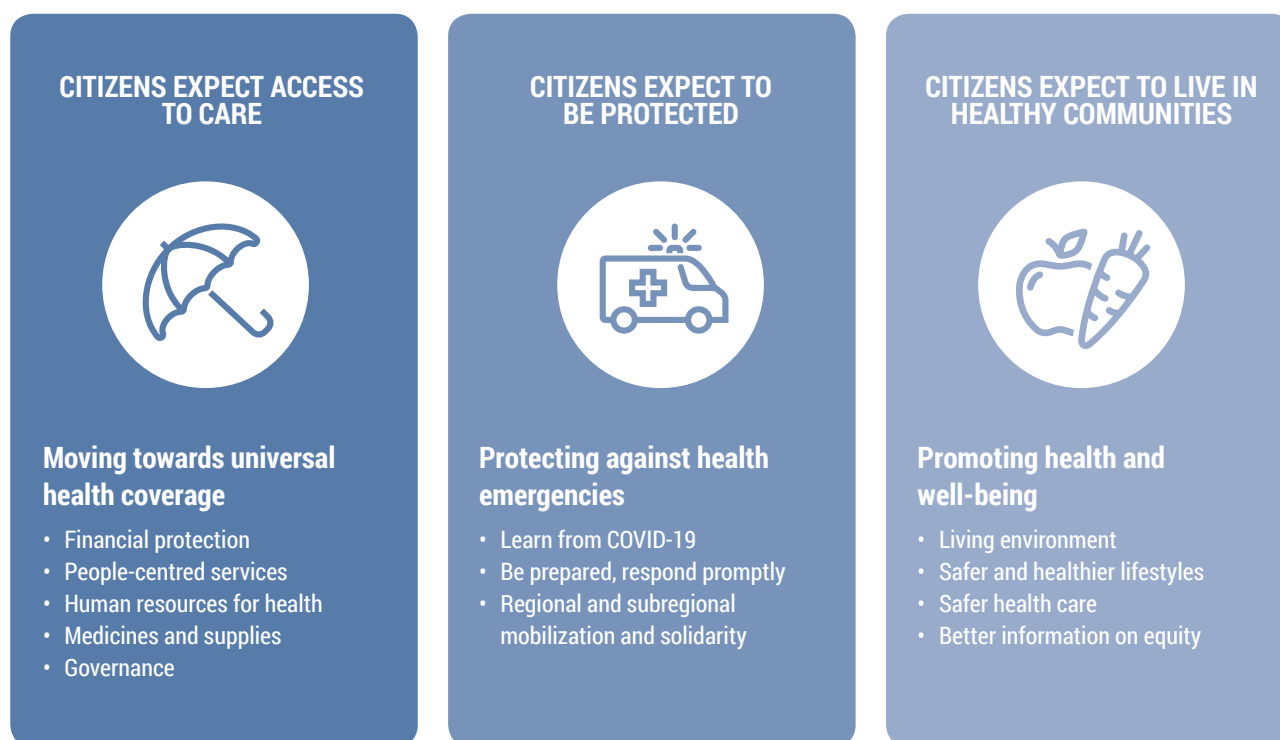 CITIZENS EXPECT ACCESS
TO CARE
Moving towards universal
health coverage
• Financial protection
• People-centred services
• Human resources for health
• Medicines and supplies
• Governance
CITIZENS EXPECT TO
BE PROTECTED
Protecting against health
emergencies
• Learn from COVID-19
• Be prepared, respond promptly
• Regional and subregional
mobilization and solidarity
CITIZENS EXPECT TO LIVE IN
HEALTHY COMMUNITIES
Promoting health and
well-being
• Living environment
• Safer and healthier lifestyles
• Safer health care
• Better information on equity